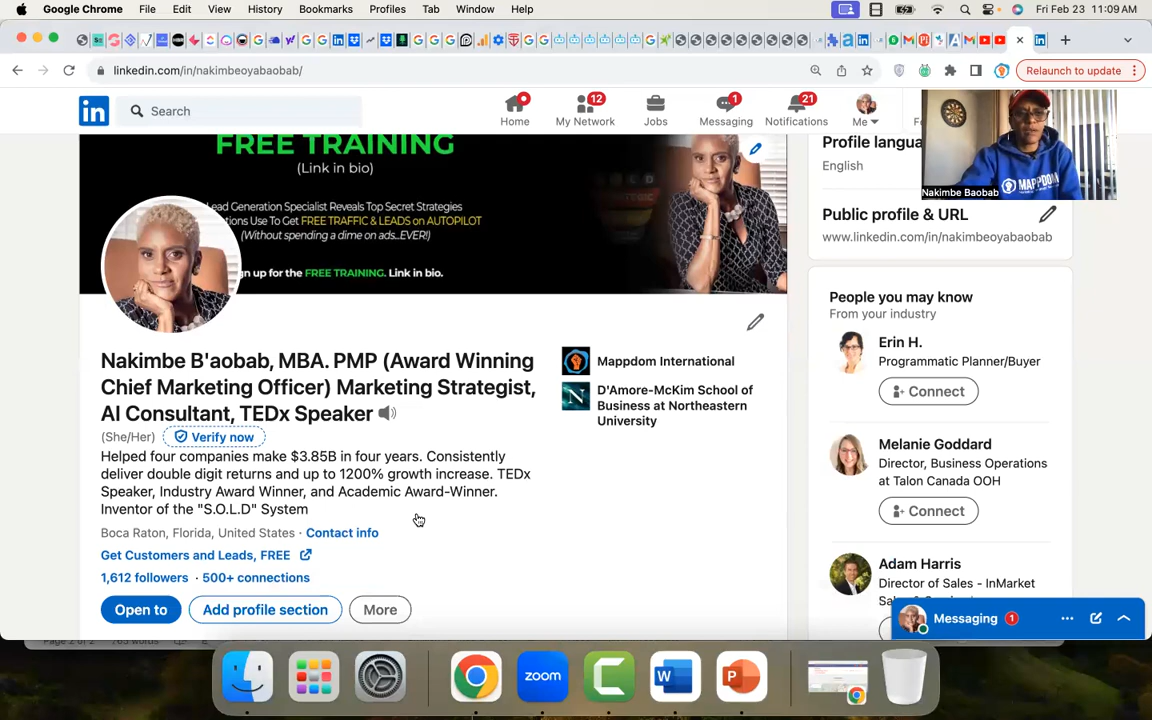 Google Chrome File Edit View History Bookmarks Profiles Tab Window Help Fri Feb 23 11:09 AM
linkedin.com/in/nakimbeoyabaobab/
Relaunch to update
Search
12
1
21
Home My Network Jobs Messaging Notifications Me
FREE TRAINING
(Link in bio)
Lead Generation Specialist Reveals Top Secret Strategies
Use To Get FREE TRAFFIC & LEADS on AUTOPILOT
(Without spending a dime on ads...EVER!)
up for the FREE TRAINING. Link in bio.
Nakimbe B'aobab, MBA. PMP (Award Winning
Chief Marketing Officer) Marketing Strategist,
AI Consultant, TEDx Speaker
(She/Her) Verify now
Helped four companies make $3.85B in four years. Consistently
deliver double digit returns and up to 1200% growth increase. TEDx
Speaker, Industry Award Winner, and Academic Award-Winner.
Inventor of the "S.O.L.D" System
Boca Raton, Florida, United States · Contact info
Get Customers and Leads, FREE
1,612 followers · 500+ connections
Open to Add profile section More
Mappdom International
D'Amore-McKim School of
Business at Northeastern
University
MAPPDOM
Nakimbe Baobab
Profile langua
English
Public profile & URL
www.linkedin.com/in/nakimbeoyabaobab
People you may know
From your industry
Erin H.
Programmatic Planner/Buyer
Connect
Melanie Goddard
Director, Business Operations
at Talon Canada OOH
Connect
Adam Harris
Director of Sales - InMarket
Messaging 1
zoom
W
P